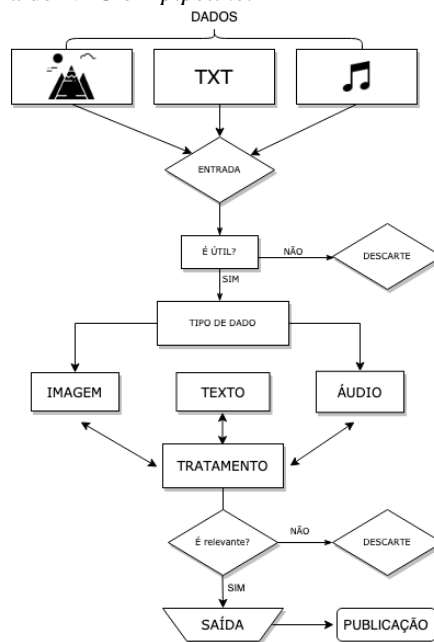 DADOS
TXT
ENTRADA
É ÚTIL?
NÃO
DESCARTE
SIM
TIPO DE DADO
IMAGEM
TEXTO
ÁUDIO
TRATAMENTO
É relevante?
NÃO
DESCARTE
SIM
SAÍDA
PUBLICAÇÃO